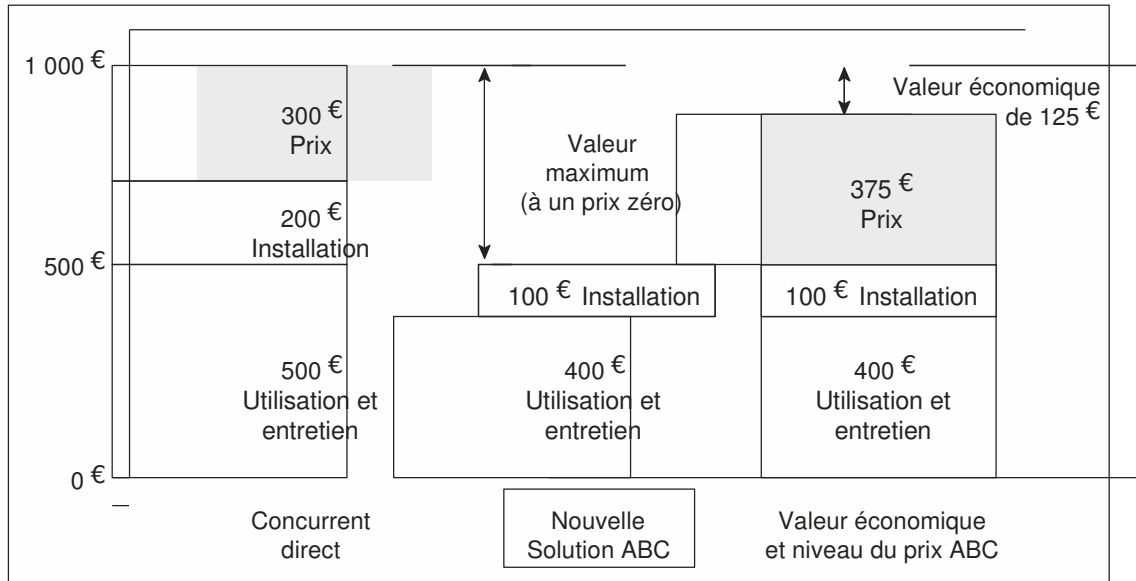 1 000 €
300 €
Prix
200 €
Installation
500 €
500 €
Utilisation et
entretien
0 €
Concurrent
direct
Valeur
maximum
(à un prix zéro)
100 € Installation
400 €
Utilisation et
entretien
Nouvelle
Solution ABC
Valeur économique
de 125 €
375 €
Prix
100 € Installation
400 €
Utilisation et
entretien
Valeur économique
et niveau du prix ABC